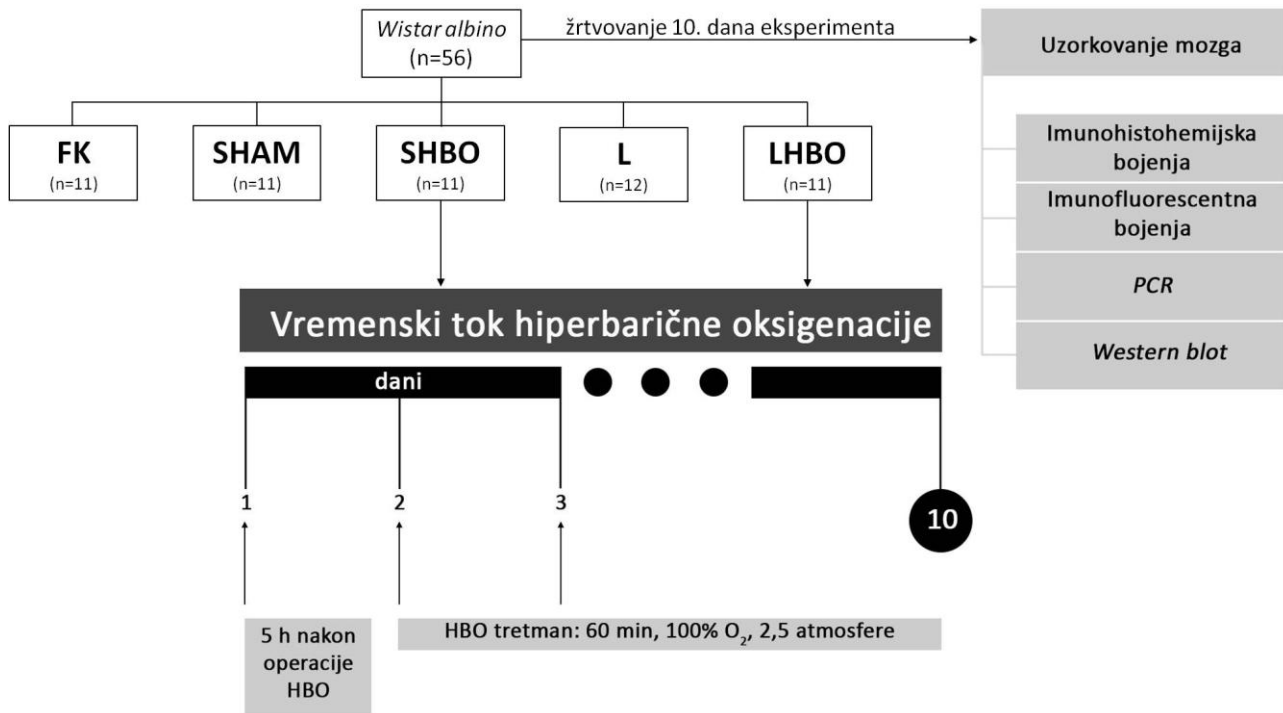 Wistar albino
(n=56)
žrtvovanje 10. dana eksperimenta
Uzorkovanje mozga
FK
(n=11)
SHAM
(n=11)
SHBO
(n=11)
L
(n=12)
LHBO
(n=11)
Imunohistohemijska
bojenja
Imunofluorescentna
bojenja
PCR
Western blot
Vremenski tok hiperbarične oksigenacije
dani
1
2
3
10
5 h nakon
operacije
HBO
HBO tretman: 60 min, 100% O₂, 2,5 atmosfere